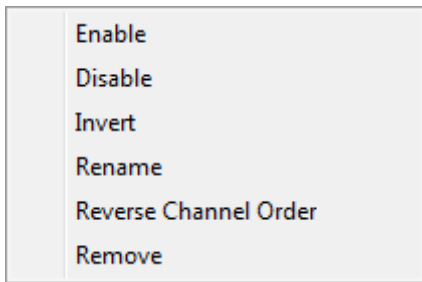 Enable
Disable
Invert
Rename
Reverse Channel Order
Remove